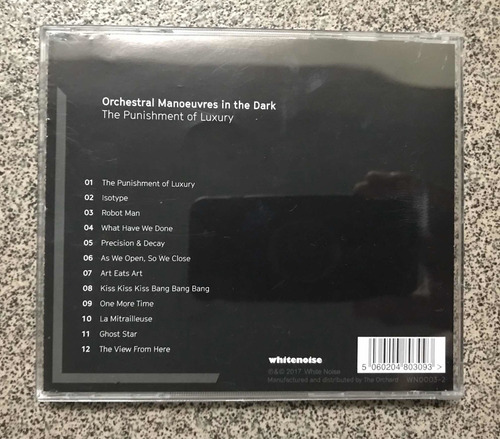 Orchestral Manoeuvres in the Dark
The Punishment of Luxury
01 The Punishment of Luxury
02 Isotype
03 Robot Man
04 What Have We Done
05 Precision & Decay
06 As We Open, So We Close
07 Art Eats Art
08 Kiss Kiss Kiss Bang Bang Bang
09 One More Time
10 La Mitrailleuse
11 Ghost Star
12 The View From Here
whitenoise
℗&© 2017 White Noise
Manufactured and distributed by The Orchard WN0003-2
5 060204 803093 >